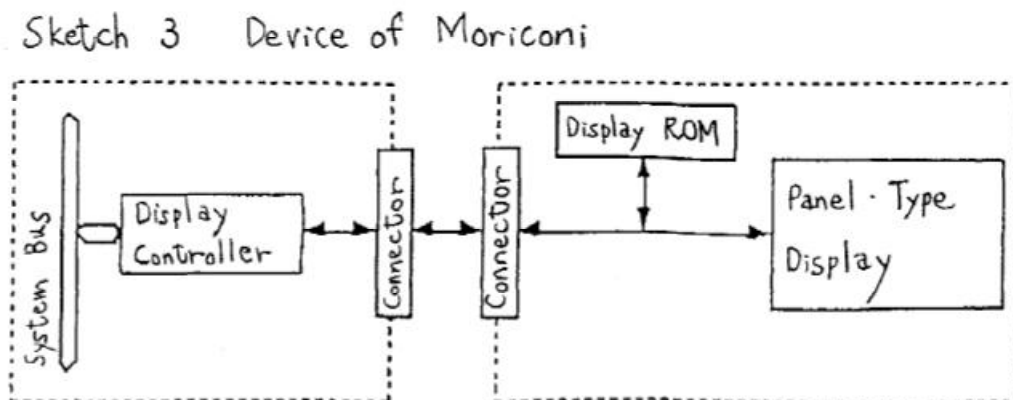 Sketch 3 Device of Moriconi
System Bus
Display
Controller
Connector
Connector
Display ROM
Panel-Type
Display